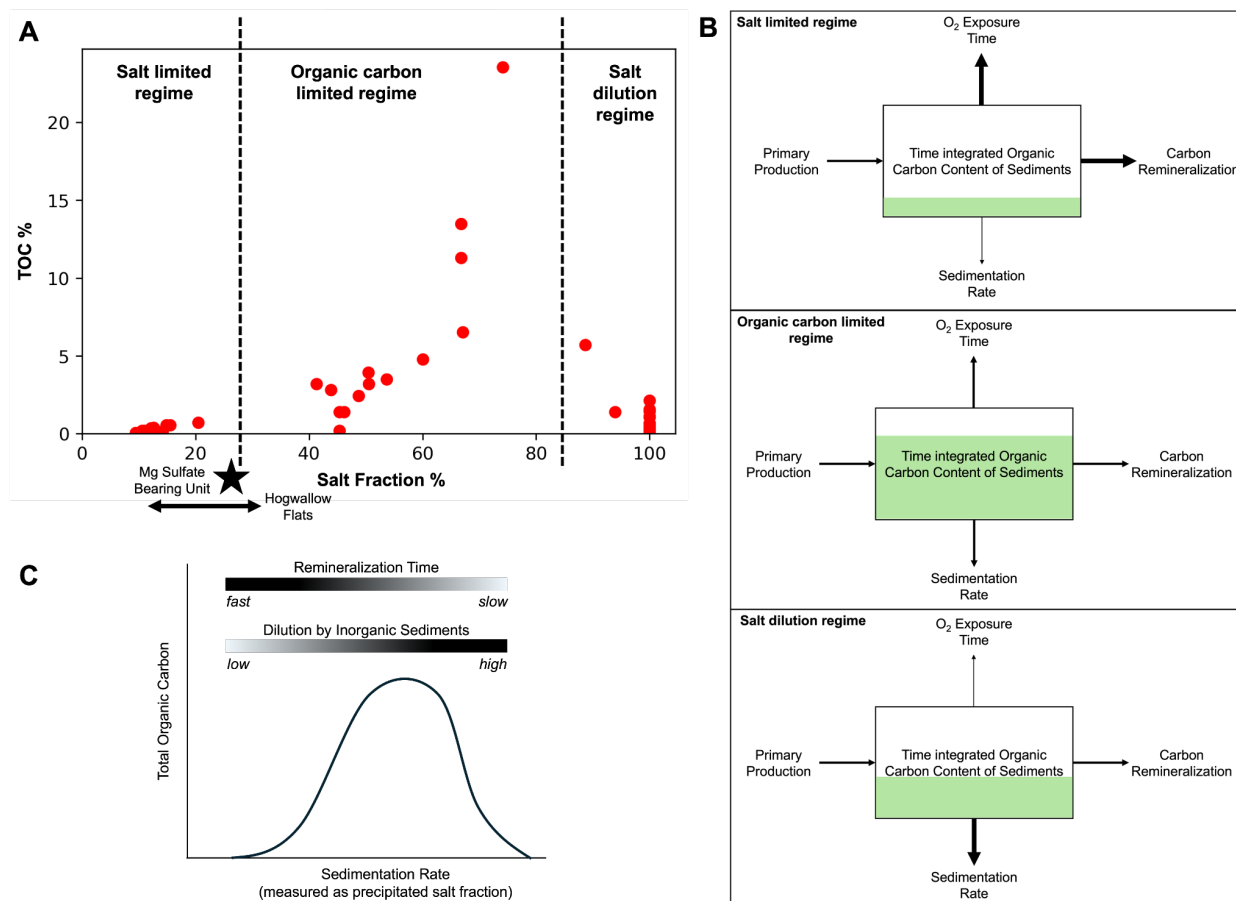 A
Salt limited
regime
Organic carbon
limited regime
Salt
dilution
regime
TOC %
20
15
10
5
0
0
20
40
60
80
100
Salt Fraction %
Mg Sulfate
Bearing Unit
Hogwallow
Flats
B
Salt limited regime
O2 Exposure
Time
Primary
Production
Time integrated Organic
Carbon Content of Sediments
Carbon
Remineralization
Sedimentation
Rate
Organic carbon limited
regime
O2 Exposure
Time
Primary
Production
Time integrated Organic
Carbon Content of Sediments
Carbon
Remineralization
Sedimentation
Rate
Salt dilution regime
O2 Exposure
Time
Primary
Production
Time integrated Organic
Carbon Content of Sediments
Carbon
Remineralization
Sedimentation
Rate
C
Remineralization Time
fast
slow
Dilution by Inorganic Sediments
low
high
Total Organic Carbon
Sedimentation Rate
(measured as precipitated salt fraction)